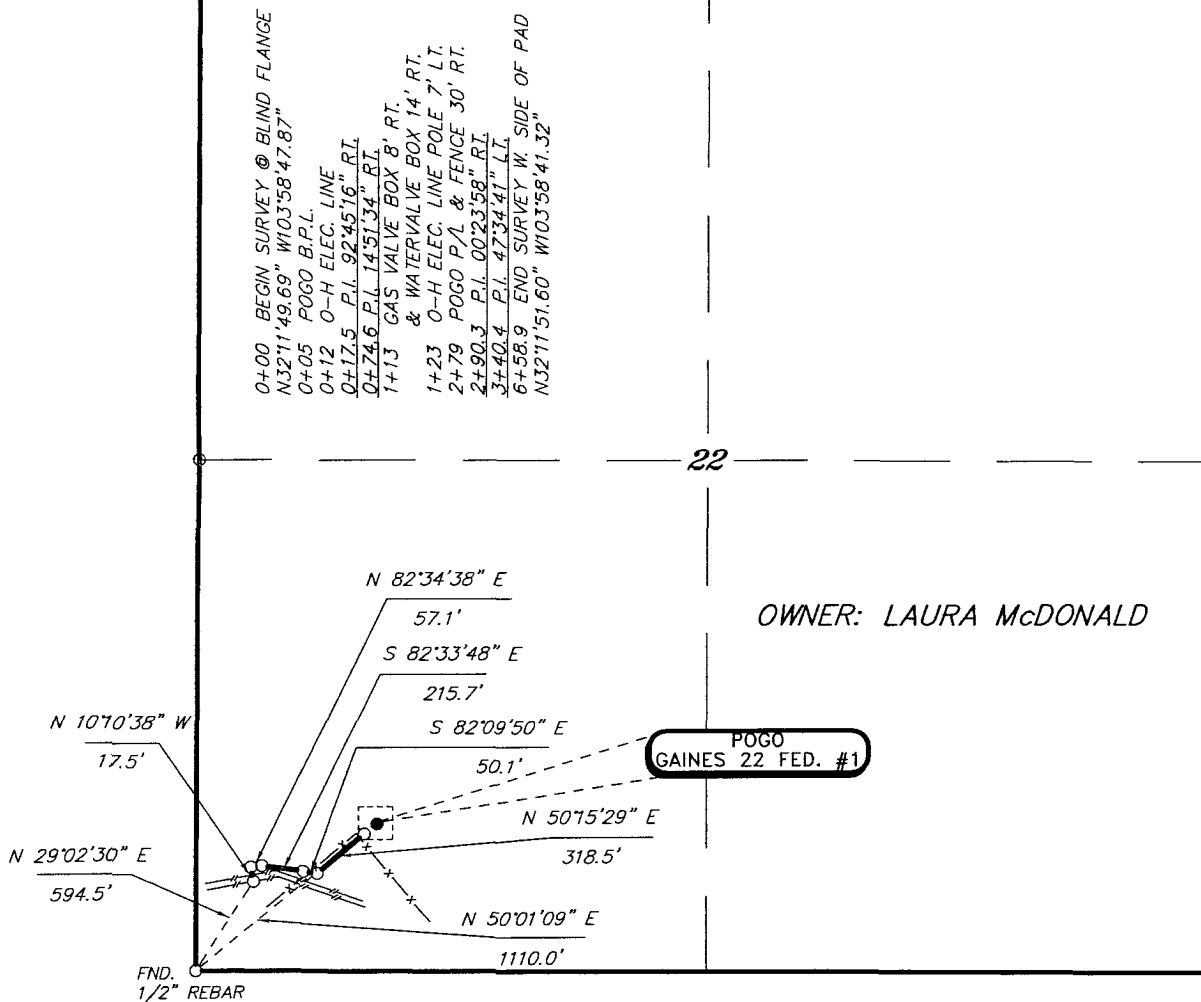 0+00 BEGIN SURVEY @ BLIND FLANGE
N32°11'49.69" W103°58'47.87"
0+05 POGO B.P.L.
0+12 O-H ELEC. LINE
0+17.5 P.I. 92°45'16" RT.
0+74.6 P.I. 14°51'34" RT.
1+13 GAS VALVE BOX 8' RT.
& WATERVALVE BOX 14' RT.
1+23 O-H ELEC. LINE POLE 7' LT.
2+79 POGO P/L & FENCE 30' RT.
2+90.3 P.I. 00°23'58" RT.
3+40.4 P.I. 47°34'41" LT.
6+58.9 END SURVEY W. SIDE OF PAD
N32°11'51.60" W103°58'41.32"
22
N 82°34'38" E
57.1'
OWNER: LAURA McDONALD
S 82°33'48" E
215.7'
N 10°10'38" W
17.5'
S 82°09'50" E
50.1'
POGO
GAINES 22 FED. #1
N 50°15'29" E
318.5'
N 29°02'30" E
594.5'
N 50°01'09" E
1110.0'
FND.
1/2" REBAR